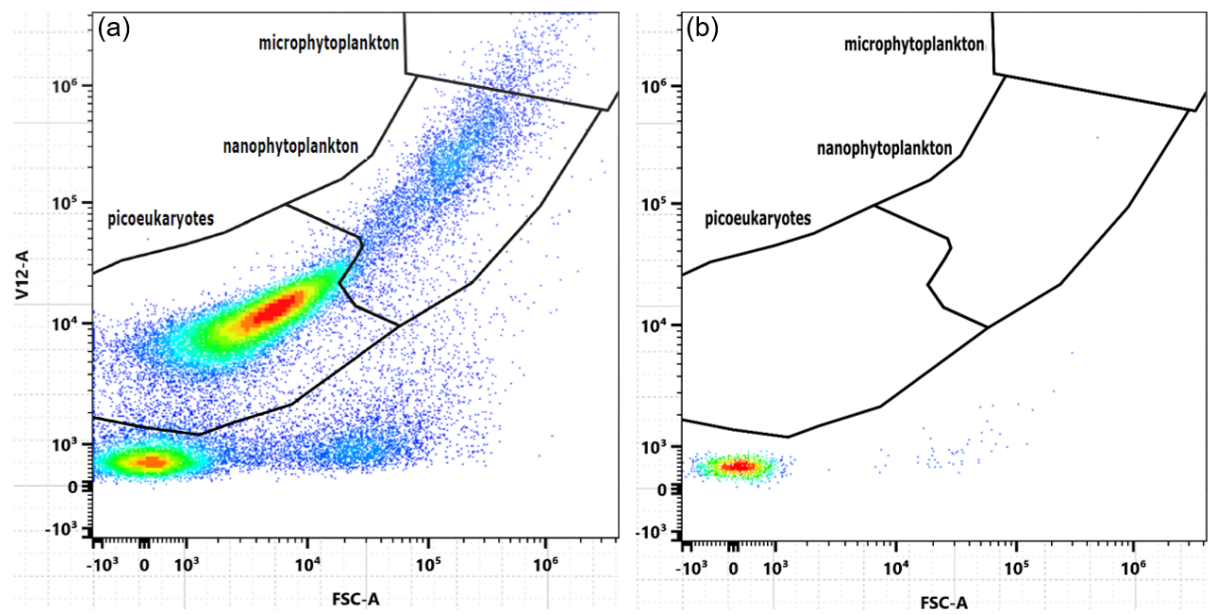 (a)
microphytoplankton
nanophytoplankton
picoeukaryotes
V12-A
10⁶
10⁵
10⁴
10³
0
-10³
-10³ 0 10³ 10⁴ 10⁵ 10⁶
FSC-A
(b)
microphytoplankton
nanophytoplankton
picoeukaryotes
10⁶
10⁵
10⁴
10³
0
-10³
-10³ 0 10³ 10⁴ 10⁵ 10⁶
FSC-A